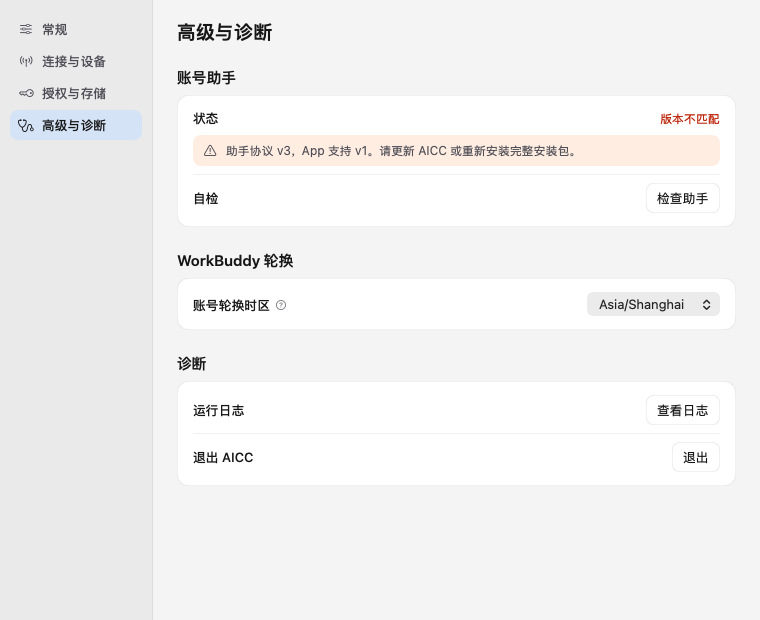 常规
连接与设备
授权与存储
高级与诊断
高级与诊断
账号助手
状态
版本不匹配
助手协议 v3，App 支持 v1。请更新 AICC 或重新安装完整安装包。
自检
检查助手
WorkBuddy 轮换
账号轮换时区
Asia/Shanghai
诊断
运行日志
查看日志
退出 AICC
退出